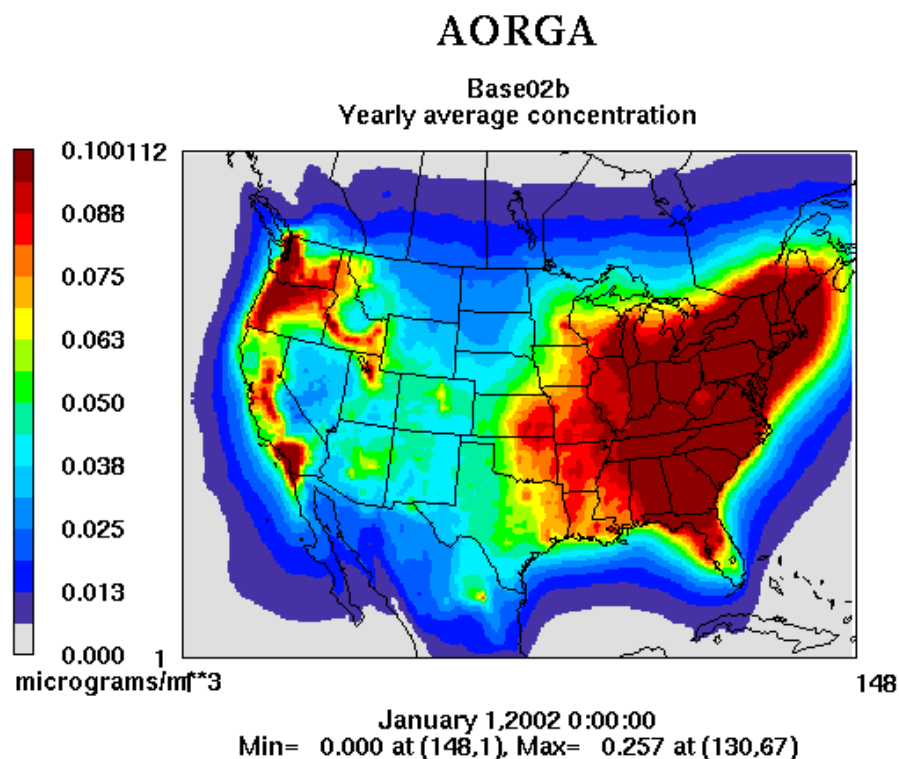 AORGA
Base02b
Yearly average concentration
0.100
0.088
0.075
0.063
0.050
0.038
0.025
0.013
0.000
micrograms/m**3
112
1
148
January 1,2002 0:00:00
Min= 0.000 at (148,1), Max= 0.257 at (130,67)